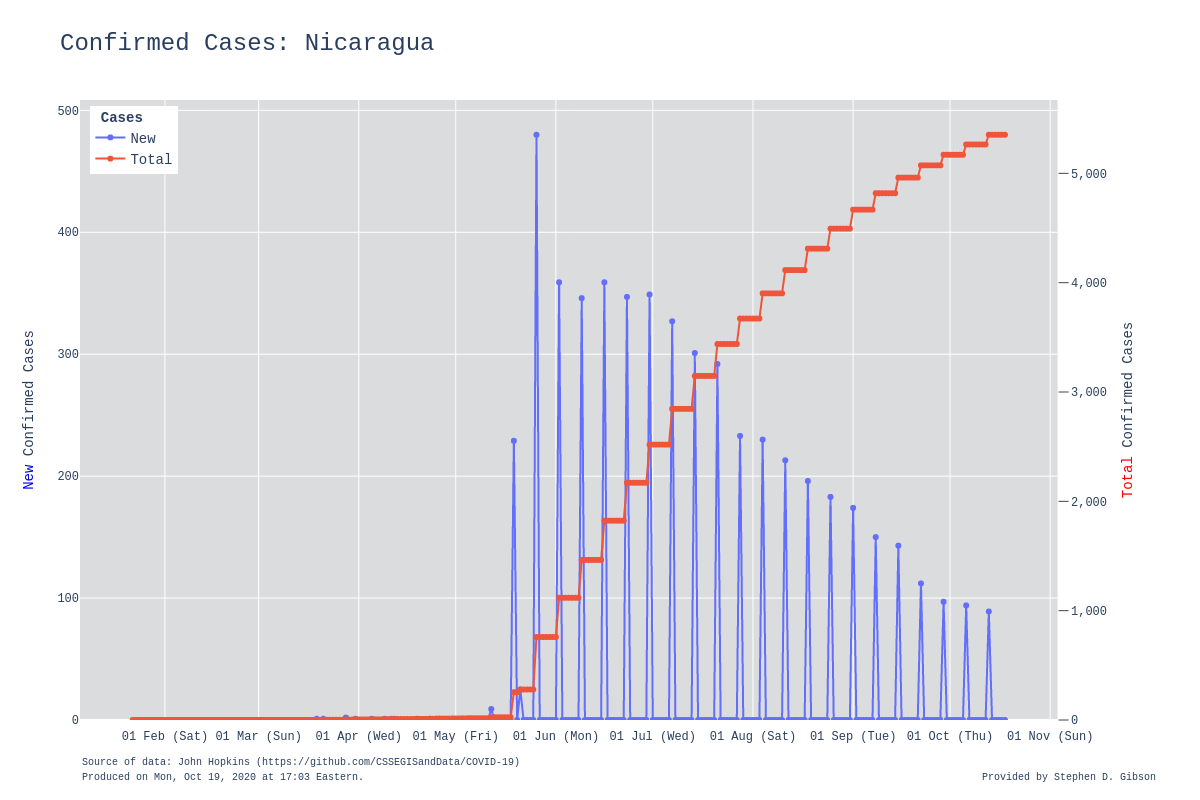 Confirmed Cases: Nicaragua
Cases
New
Total
500
400
300
200
100
0
New Confirmed Cases
5,000
4,000
3,000
2,000
1,000
0
Total Confirmed Cases
01 Feb (Sat) 01 Mar (Sun) 01 Apr (Wed) 01 May (Fri) 01 Jun (Mon) 01 Jul (Wed) 01 Aug (Sat) 01 Sep (Tue) 01 Oct (Thu) 01 Nov (Sun)
Source of data: John Hopkins (https://github.com/CSSEGISandData/COVID-19)
Produced on Mon, Oct 19, 2020 at 17:03 Eastern.
Provided by Stephen D. Gibson